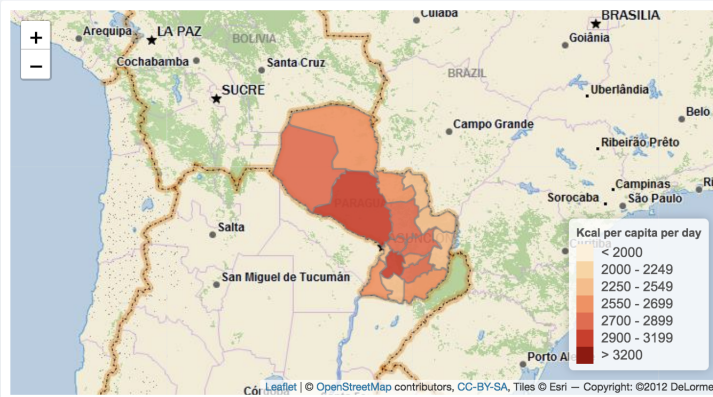 +
−
Arequipa
LA PAZ
BOLIVIA
Cuiaba
BRASILIA
Goiânia
Cochabamba
Santa Cruz
BRAZIL
SUCRE
Uberlândia
Belo
Campo Grande
Ribeirão Prêto
Campinas
Sorocaba
São Paulo
Salta
San Miguel de Tucumán
Kcal per capita per day
< 2000
2000 - 2249
2250 - 2549
2550 - 2699
2700 - 2899
2900 - 3199
> 3200
Leaflet | © OpenStreetMap contributors, CC-BY-SA, Tiles © Esri — Copyright: ©2012 DeLorme